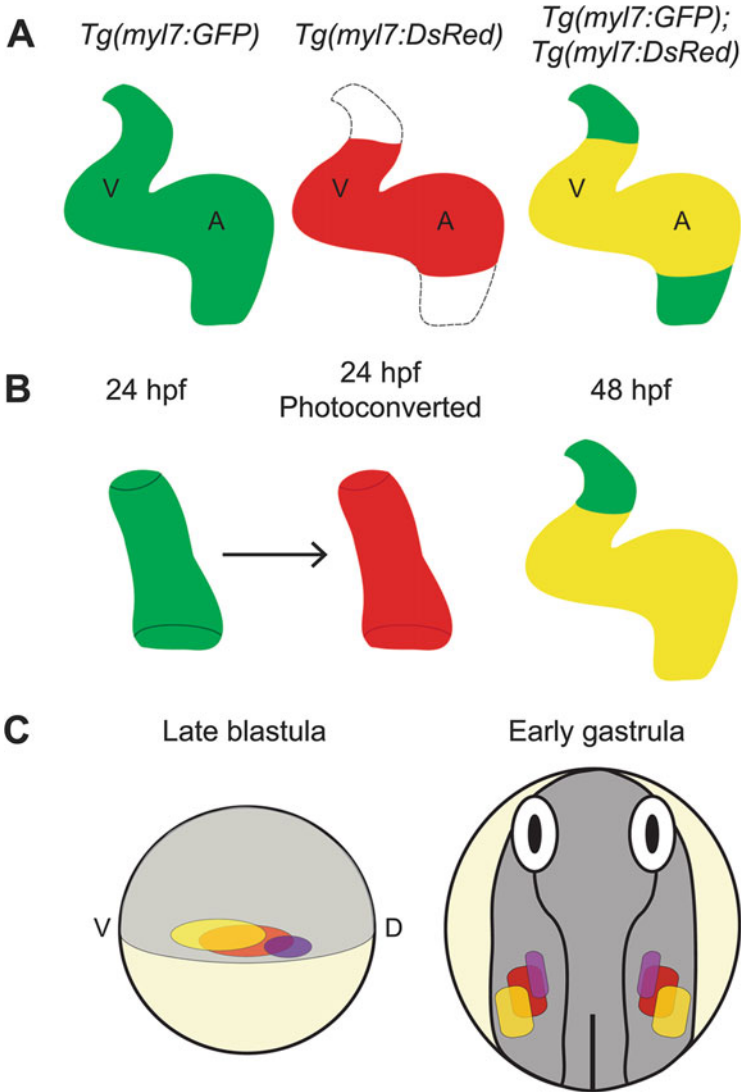 A
Tg(myl7:GFP)
Tg(myl7:DsRed)
Tg(myl7:GFP);
Tg(myl7:DsRed)
V
A
V
A
V
A
B
24 hpf
24 hpf
Photoconverted
48 hpf
C
Late blastula
Early gastrula
V
D